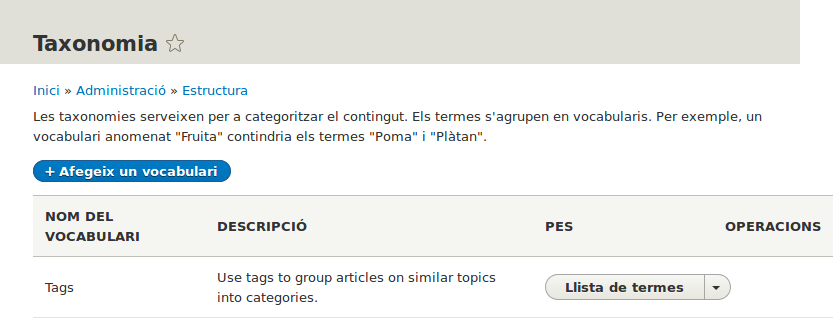 Taxonomia
Inici » Administració » Estructura
Les taxonomies serveixen per a categoritzar el contingut. Els termes s'agrupen en vocabularis. Per exemple, un
vocabulari anomenat "Fruita" contindria els termes "Poma" i "Plàtan".
+ Afegeix un vocabulari
NOM DEL
VOCABULARI
DESCRIPCIÓ
PES
OPERACIONS
Tags
Use tags to group articles on similar topics
into categories.
Llista de termes